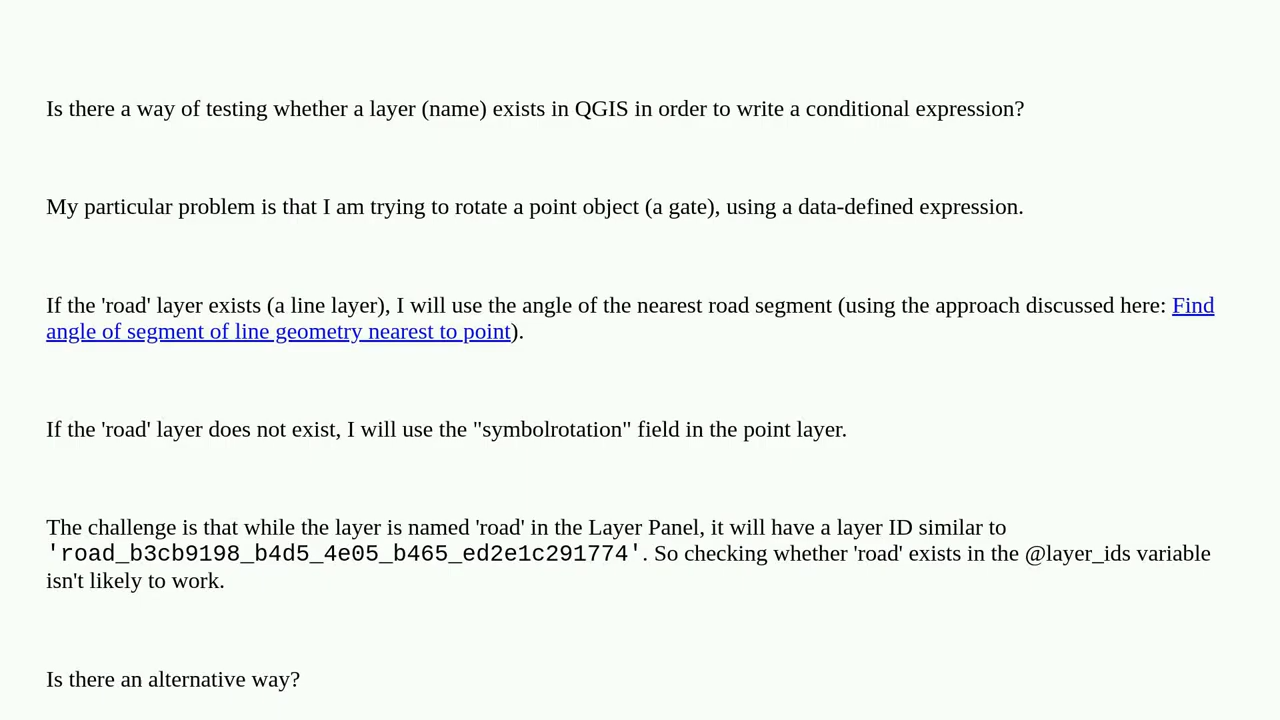 Is there a way of testing whether a layer (name) exists in QGIS in order to write a conditional expression?
My particular problem is that I am trying to rotate a point object (a gate), using a data-defined expression.
If the 'road' layer exists (a line layer), I will use the angle of the nearest road segment (using the approach discussed here: Find
angle of segment of line geometry nearest to point).
If the 'road' layer does not exist, I will use the "symbolrotation" field in the point layer.
The challenge is that while the layer is named 'road' in the Layer Panel, it will have a layer ID similar to
'road_b3cb9198_b4d5_4e05_b465_ed2e1c291774'. So checking whether 'road' exists in the @layer_ids variable
isn't likely to work.
Is there an alternative way?